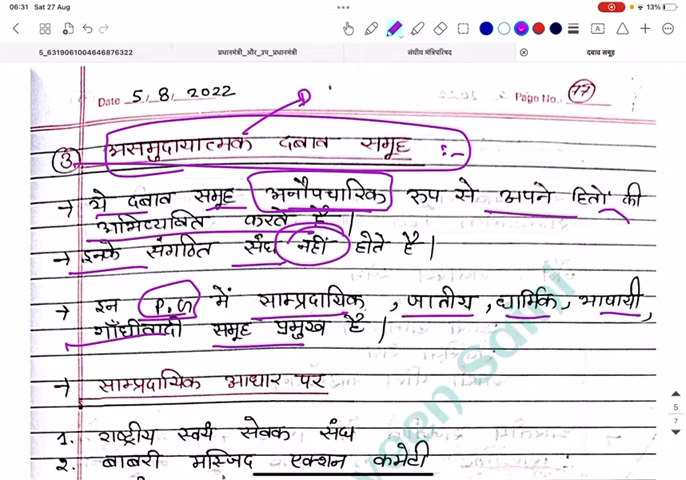 06:31 Sat 27 Aug
13%
5_6319061004646876322
प्रधानमंत्री_और_उप_प्रधानमंत्री
संघीय मंत्रिपरिषद
दबाव समूह
Date 5/8/2022
Page No. 77
③ असमुदायात्मक दबाव समूह :-
→ ये दबाव समूह अनौपचारिक रूप से अपने हितों की
अभिव्यक्ति करते है।
→ इनके संगठित संघ नहीं होते है।
→ इन P.G में साम्प्रदायिक, जातीय, धार्मिक, भाषायी,
गाँधीवादी समूह प्रमुख है।
→ साम्प्रदायिक आधार पर
1. राष्ट्रीय स्वयं सेवक संघ
2. बाबरी मस्जिद एक्शन कमेटी
5
7